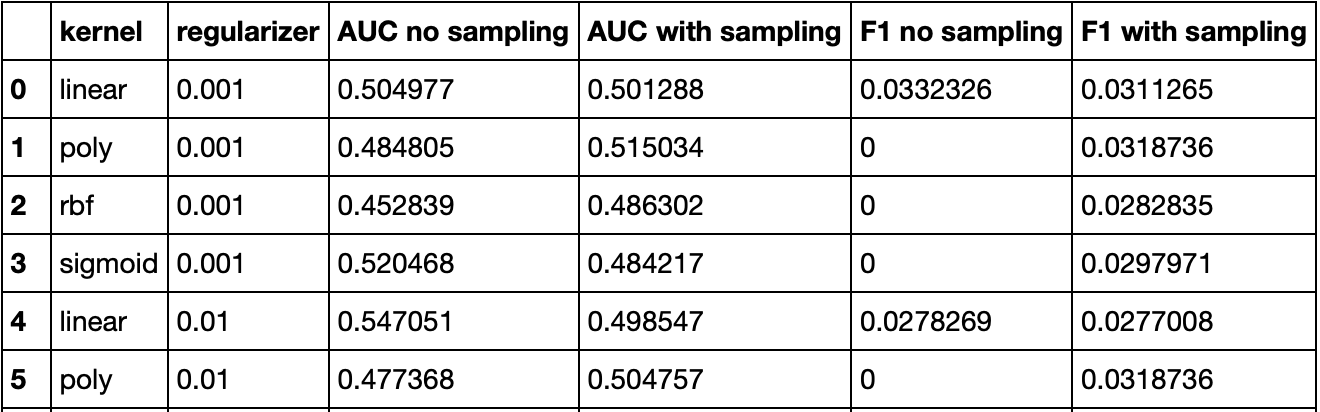 kernel regularizer AUC no sampling AUC with sampling F1 no sampling F1 with sampling
0 linear 0.001 0.504977 0.501288 0.0332326 0.0311265
1 poly 0.001 0.484805 0.515034 0 0.0318736
2 rbf 0.001 0.452839 0.486302 0 0.0282835
3 sigmoid 0.001 0.520468 0.484217 0 0.0297971
4 linear 0.01 0.547051 0.498547 0.0278269 0.0277008
5 poly 0.01 0.477368 0.504757 0 0.0318736